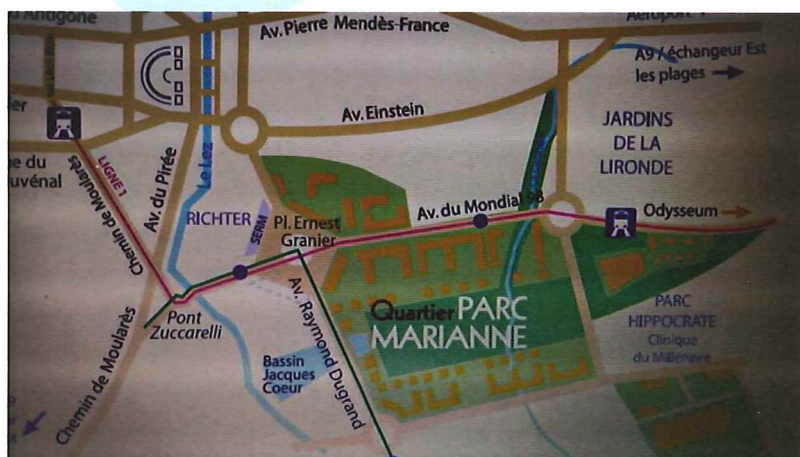 Antigone
Av. Pierre Mendès-France
Aéroport
A9 / échangeur Est
les plages
Av. Einstein
JARDINS
DE LA
LIRONDE
Chemin de Moularès
LIGNE 1
Av. du Pirée
Le Lez
RICHTER
SERM
Pl. Ernest
Granier
Av. du Mondial 98
Odysseum
Pont
Zuccarelli
Av. Raymond Dugrand
Quartier PARC
MARIANNE
PARC
HIPPOCRATE
Clinique
du Millénaire
Bassin
Jacques
Coeur
Chemin de Moularès